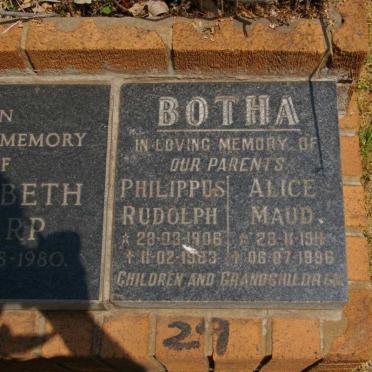 N
MEMORY
F
BETH
ARP
-1980.
BOTHA
IN LOVING MEMORY OF
OUR PARENTS
PHILIPPUS
RUDOLPH
★ 28-03-1906
† 11-02-1983
ALICE
MAUD.
★ 28-11-1911
† 06-07-1996
CHILDREN AND GRANDCHILDREN.
29